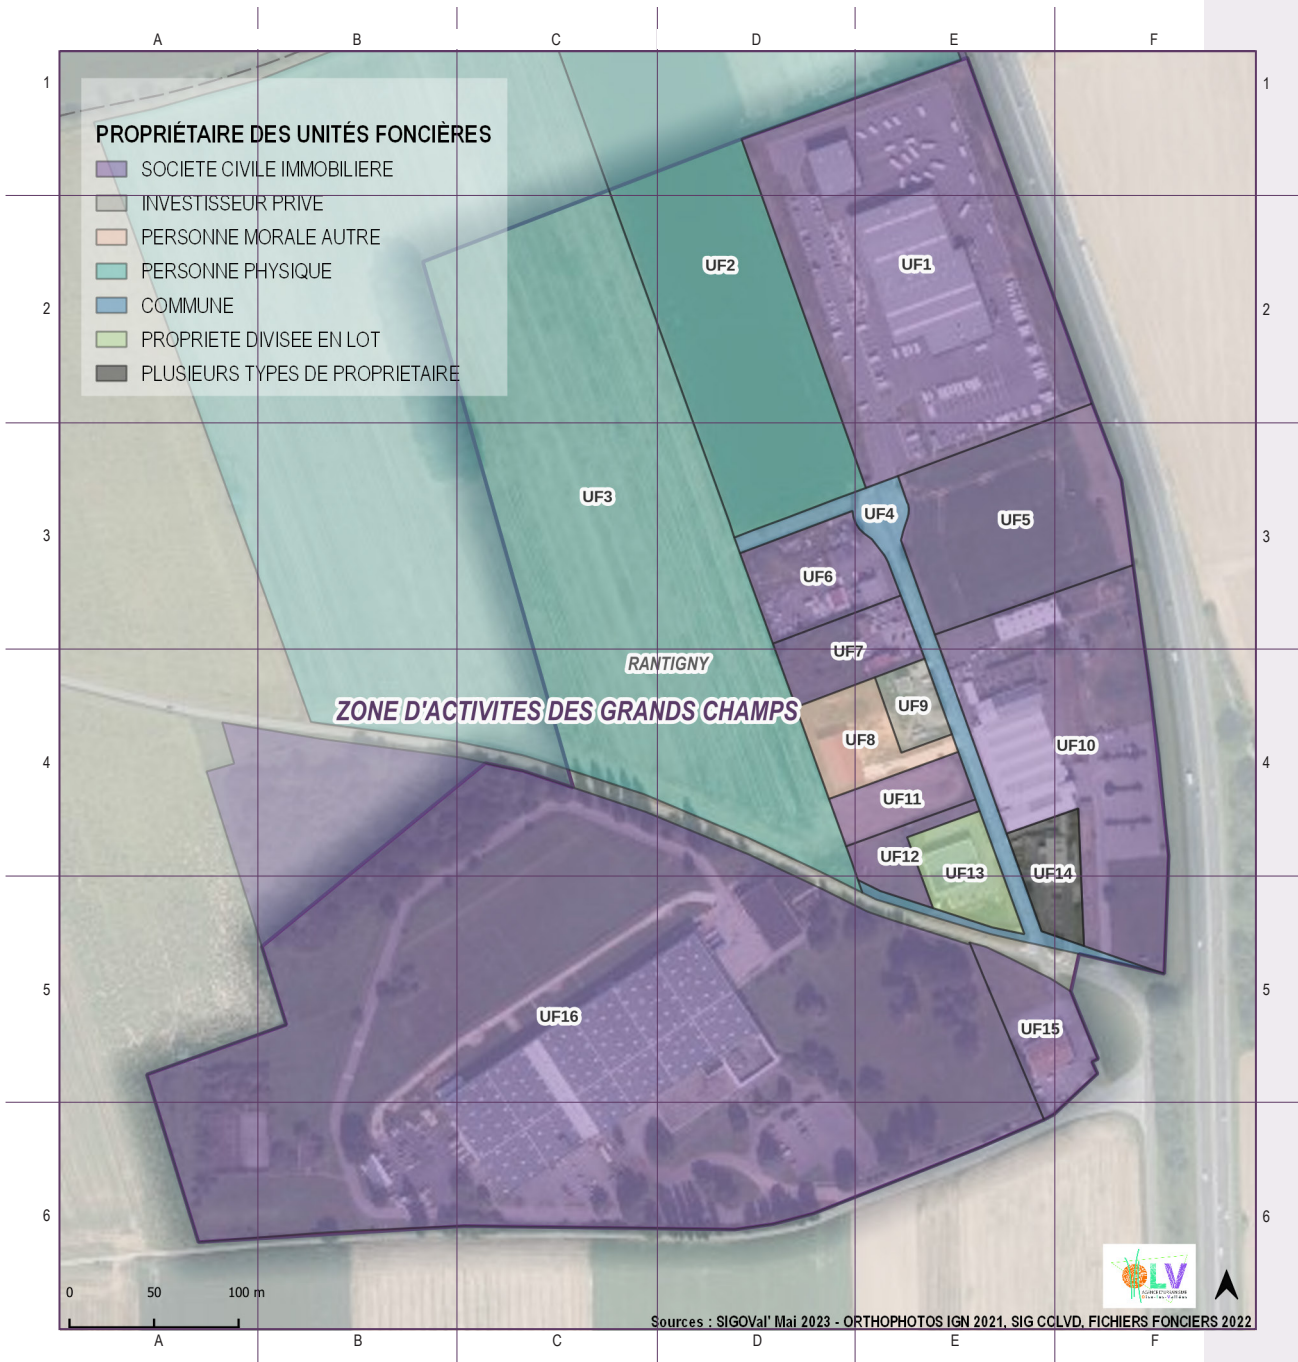 A B C D E F
1 1
PROPRIÉTAIRE DES UNITÉS FONCIÈRES
SOCIETE CIVILE IMMOBILIERE
INVESTISSEUR PRIVE
PERSONNE MORALE AUTRE
PERSONNE PHYSIQUE
COMMUNE
PROPRIETE DIVISEE EN LOT
PLUSIEURS TYPES DE PROPRIETAIRE
UF2
UF1
2 2
UF3
UF4
UF5
3 3
UF6
UF7
RANTIGNY
ZONE D'ACTIVITES DES GRANDS CHAMPS
UF9
UF8
UF10
4 4
UF11
UF12
UF13
UF14
5 5
UF16
UF15
6 6
0 50 100 m
LV
Sources : SIGOVal' Mai 2023 - ORTHOPHOTOS IGN 2021, SIG CCLVD, FICHIERS FONCIERS 2022
A B C D E F